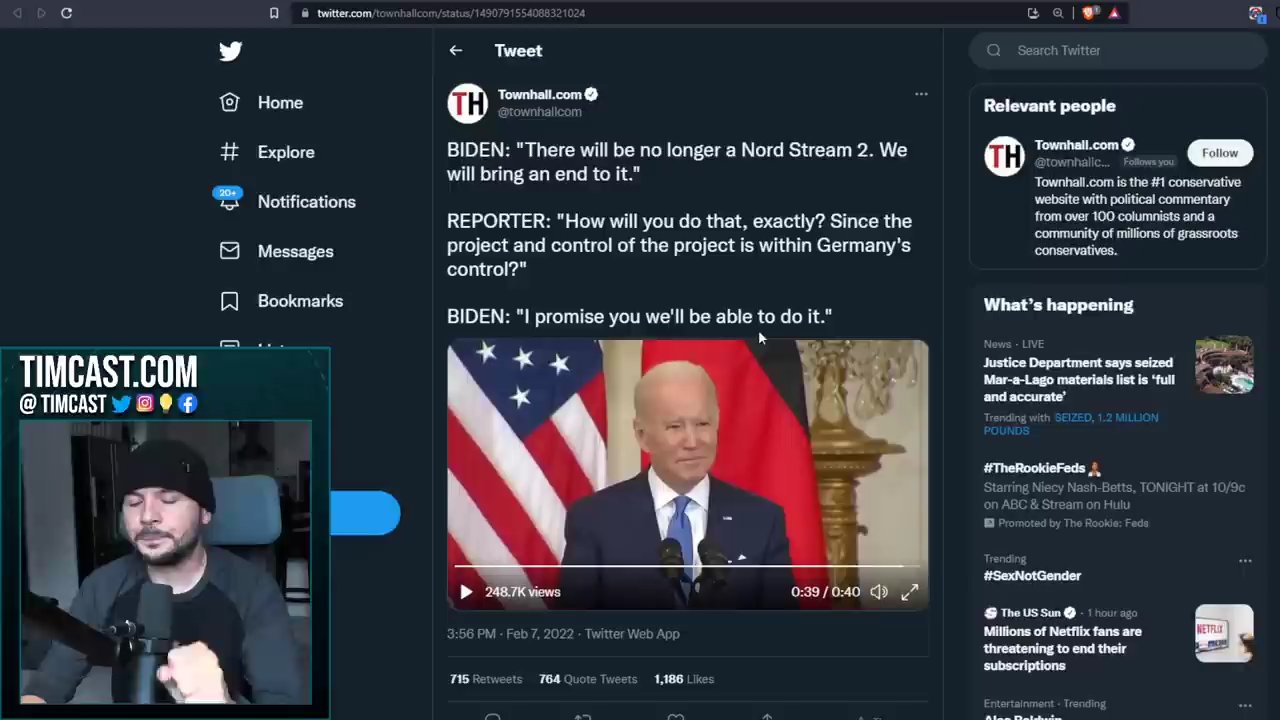 twitter.com/townhallcom/status/1490791554088321024
Home
Explore
20+
Notifications
Messages
Bookmarks
Tweet
TH
Townhall.com
@townhallcom
BIDEN: "There will be no longer a Nord Stream 2. We
will bring an end to it."
REPORTER: "How will you do that, exactly? Since the
project and control of the project is within Germany's
control?"
BIDEN: "I promise you we'll be able to do it."
248.7K views
0:39 / 0:40
3:56 PM · Feb 7, 2022 · Twitter Web App
715 Retweets 764 Quote Tweets 1,186 Likes
Search Twitter
Relevant people
TH
Townhall.com
@townhallc... Follows you
Follow
Townhall.com is the #1 conservative
website with political commentary
from over 100 columnists and a
community of millions of grassroots
conservatives.
What's happening
News · LIVE
Justice Department says seized
Mar-a-Lago materials list is 'full
and accurate'
Trending with SEIZED, 1.2 MILLION
POUNDS
#TheRookieFeds
Starring Niecy Nash-Betts, TONIGHT at 10/9c
on ABC & Stream on Hulu
Promoted by The Rookie: Feds
Trending
#SexNotGender
The US Sun · 1 hour ago
Millions of Netflix fans are
threatening to end their
subscriptions
NETFLIX
Entertainment · Trending
TIMCAST.COM
@ TIMCAST